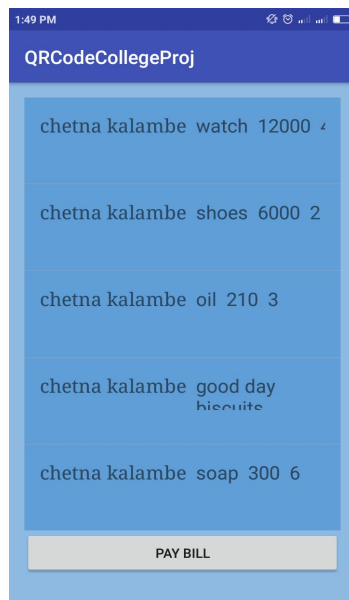 1:49 PM
QRCodeCollegeProj
chetna kalambe watch 12000
chetna kalambe shoes 6000 2
chetna kalambe oil 210 3
chetna kalambe good day
biscuits
chetna kalambe soap 300 6
PAY BILL